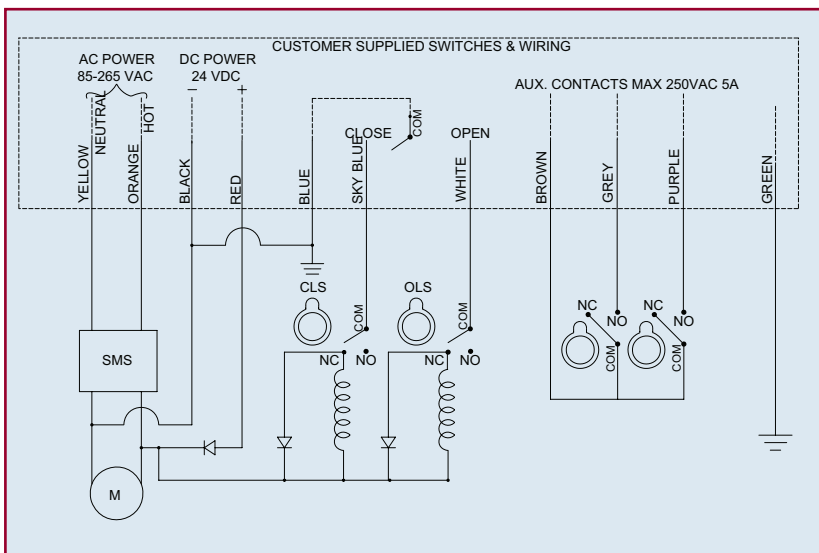 CUSTOMER SUPPLIED SWITCHES & WIRING
AC POWER
85-265 VAC
DC POWER
24 VDC
− +
AUX. CONTACTS MAX 250VAC 5A
NEUTRAL
HOT
CLOSE
COM
OPEN
YELLOW
ORANGE
BLACK
RED
BLUE
SKY BLUE
WHITE
BROWN
GREY
PURPLE
GREEN
CLS
COM
NC
NO
OLS
COM
NC
NO
NC
NO
COM
NC
NO
COM
SMS
M